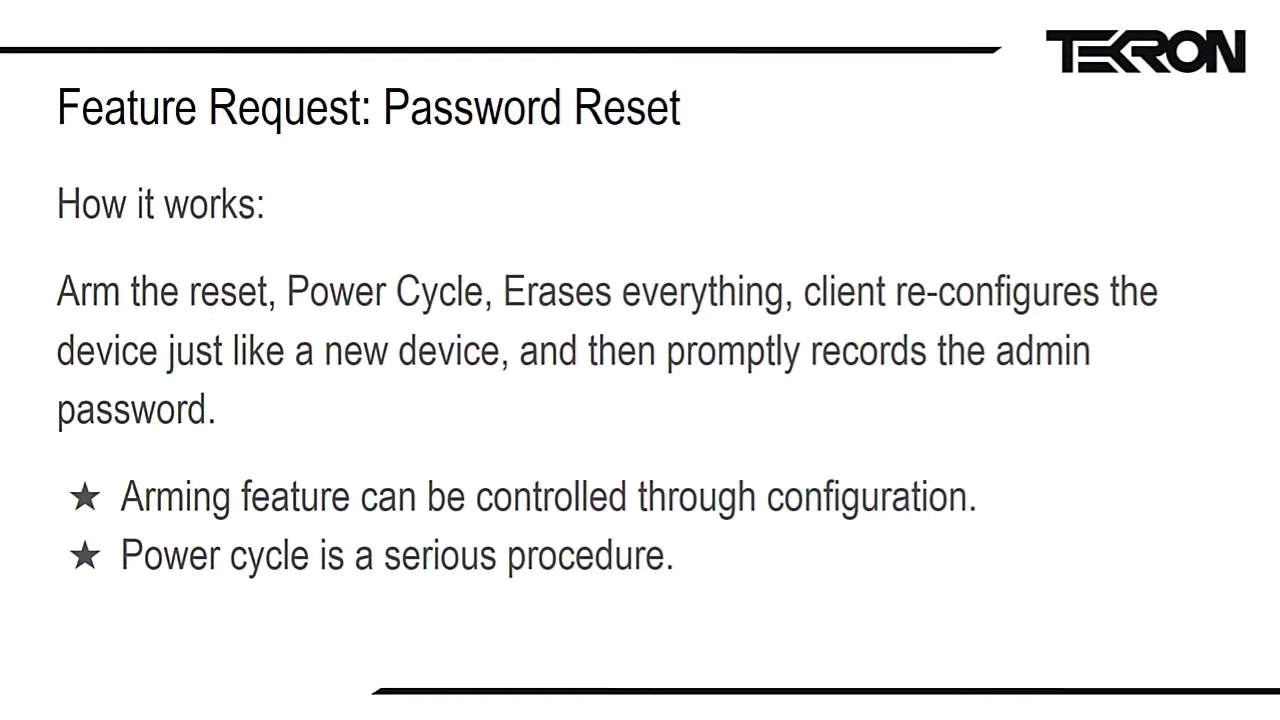 TEKRON
Feature Request: Password Reset
How it works:
Arm the reset, Power Cycle, Erases everything, client re-configures the
device just like a new device, and then promptly records the admin
password.
★ Arming feature can be controlled through configuration.
★ Power cycle is a serious procedure.